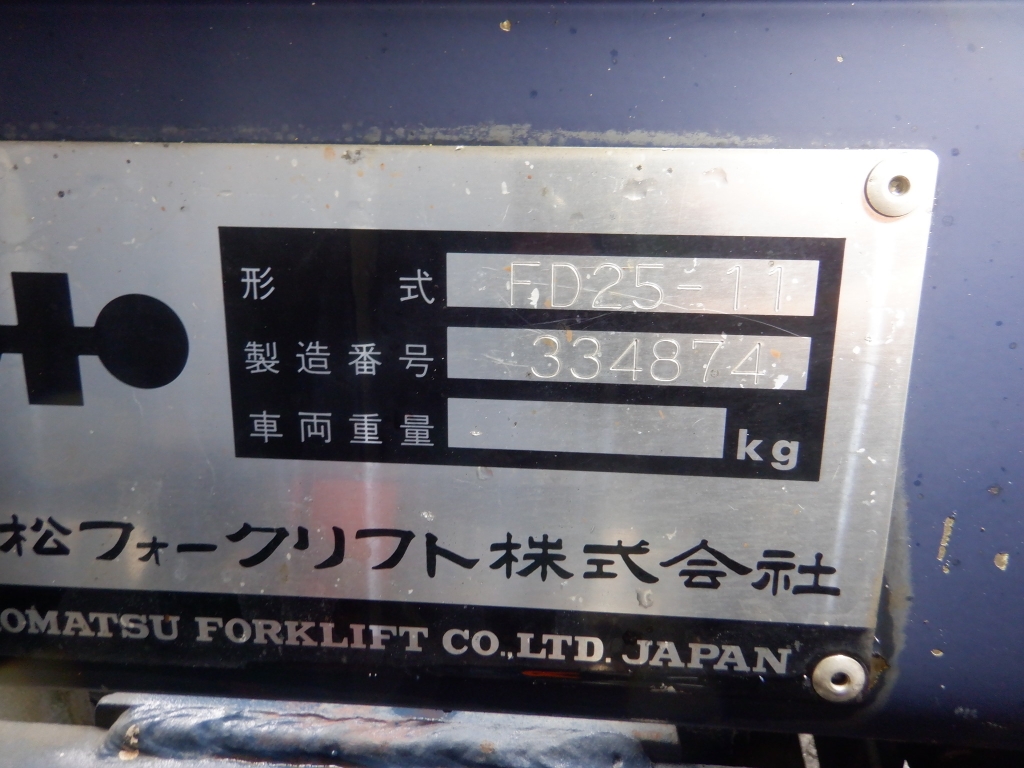 形式 FD25-11
製造番号 334874
車両重量 kg
松フォークリフト株式会社
OMATSU FORKLIFT CO.,LTD. JAPAN